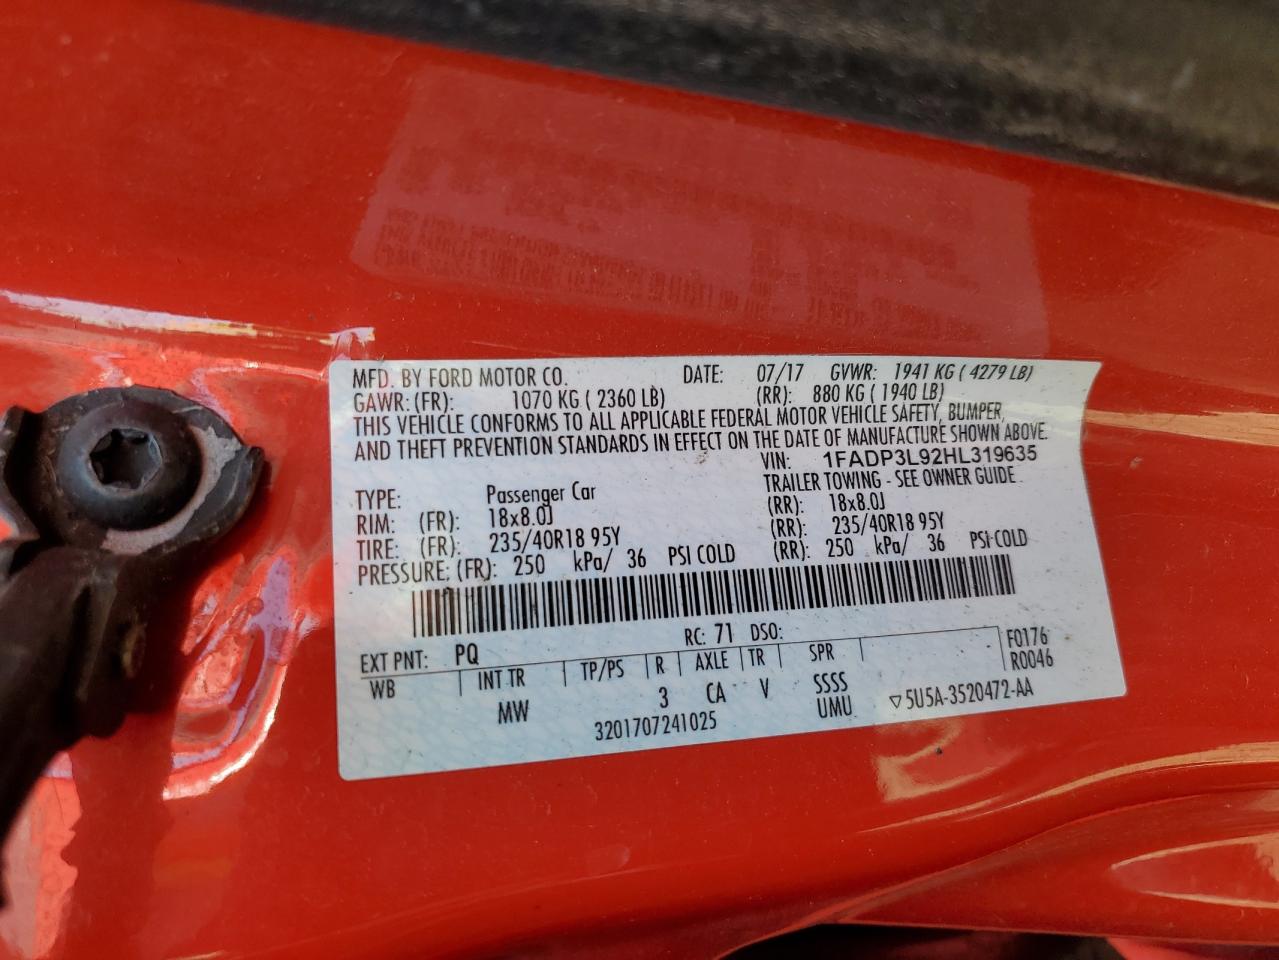 MFD. BY FORD MOTOR CO. DATE: 07/17 GVWR: 1941 KG ( 4279 LB)
GAWR: (FR): 1070 KG ( 2360 LB) (RR): 880 KG ( 1940 LB)
THIS VEHICLE CONFORMS TO ALL APPLICABLE FEDERAL MOTOR VEHICLE SAFETY, BUMPER,
AND THEFT PREVENTION STANDARDS IN EFFECT ON THE DATE OF MANUFACTURE SHOWN ABOVE.
VIN: 1FADP3L92HL319635
TYPE: Passenger Car TRAILER TOWING - SEE OWNER GUIDE
RIM: (FR): 18x8.0J (RR): 18x8.0J
TIRE: (FR): 235/40R18 95Y (RR): 235/40R18 95Y
PRESSURE: (FR): 250 kPa/ 36 PSI COLD (RR): 250 kPa/ 36 PSI COLD
EXT PNT: PQ RC: 71 DSO: F0176
WB INT TR TP/PS R AXLE TR SPR R0046
MW 3 CA V SSSS
3201707241025 UMU ▽ 5U5A-3520472-AA